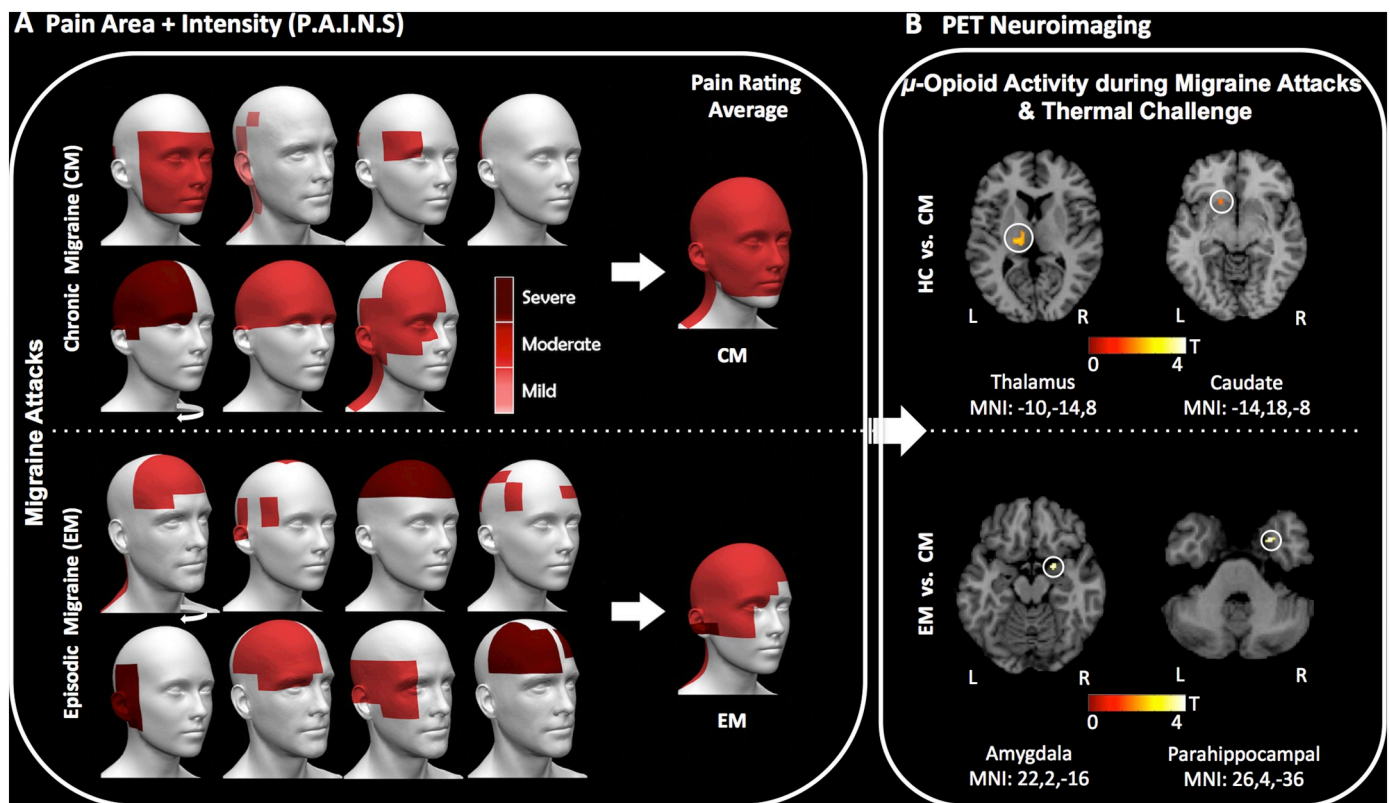 A Pain Area + Intensity (P.A.I.N.S)
Migraine Attacks
Chronic Migraine (CM)
Severe
Moderate
Mild
Pain Rating
Average
CM
Episodic Migraine (EM)
EM
B PET Neuroimaging
μ-Opioid Activity during Migraine Attacks
& Thermal Challenge
HC vs. CM
L R L R
0 4 T
Thalamus
MNI: -10,-14,8
Caudate
MNI: -14,18,-8
EM vs. CM
L R L R
0 4 T
Amygdala
MNI: 22,2,-16
Parahippocampal
MNI: 26,4,-36